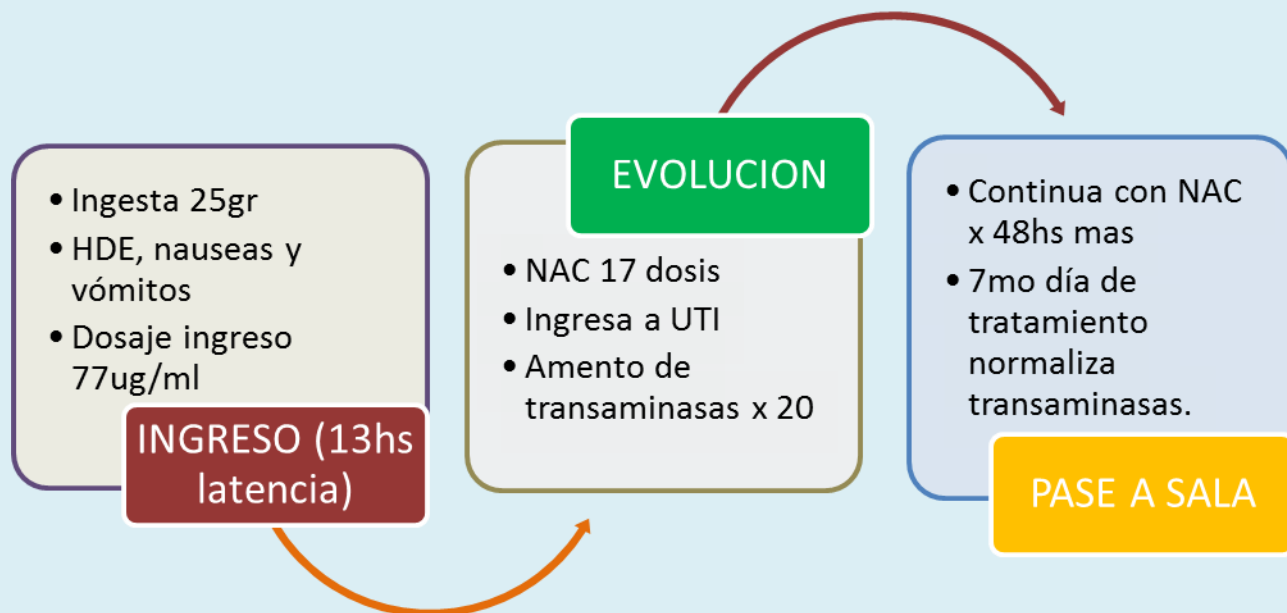 • Ingesta 25gr
• HDE, nauseas y
vómitos
• Dosaje ingreso
77ug/ml
INGRESO (13hs
latencia)
EVOLUCION
• NAC 17 dosis
• Ingresa a UTI
• Amento de
transaminasas x 20
• Continua con NAC
x 48hs mas
• 7mo día de
tratamiento
normaliza
transaminasas.
PASE A SALA